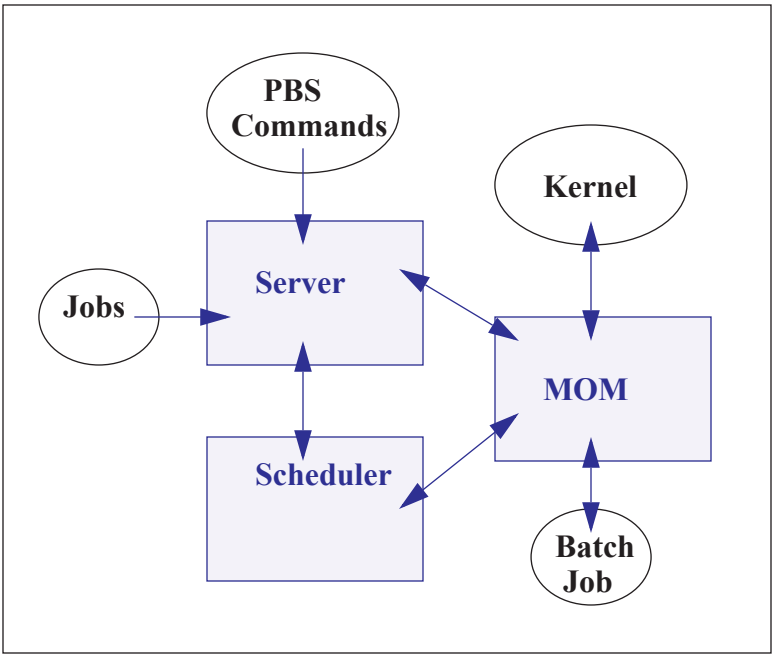 PBS
Commands
Kernel
Server
Jobs
MOM
Scheduler
Batch
Job